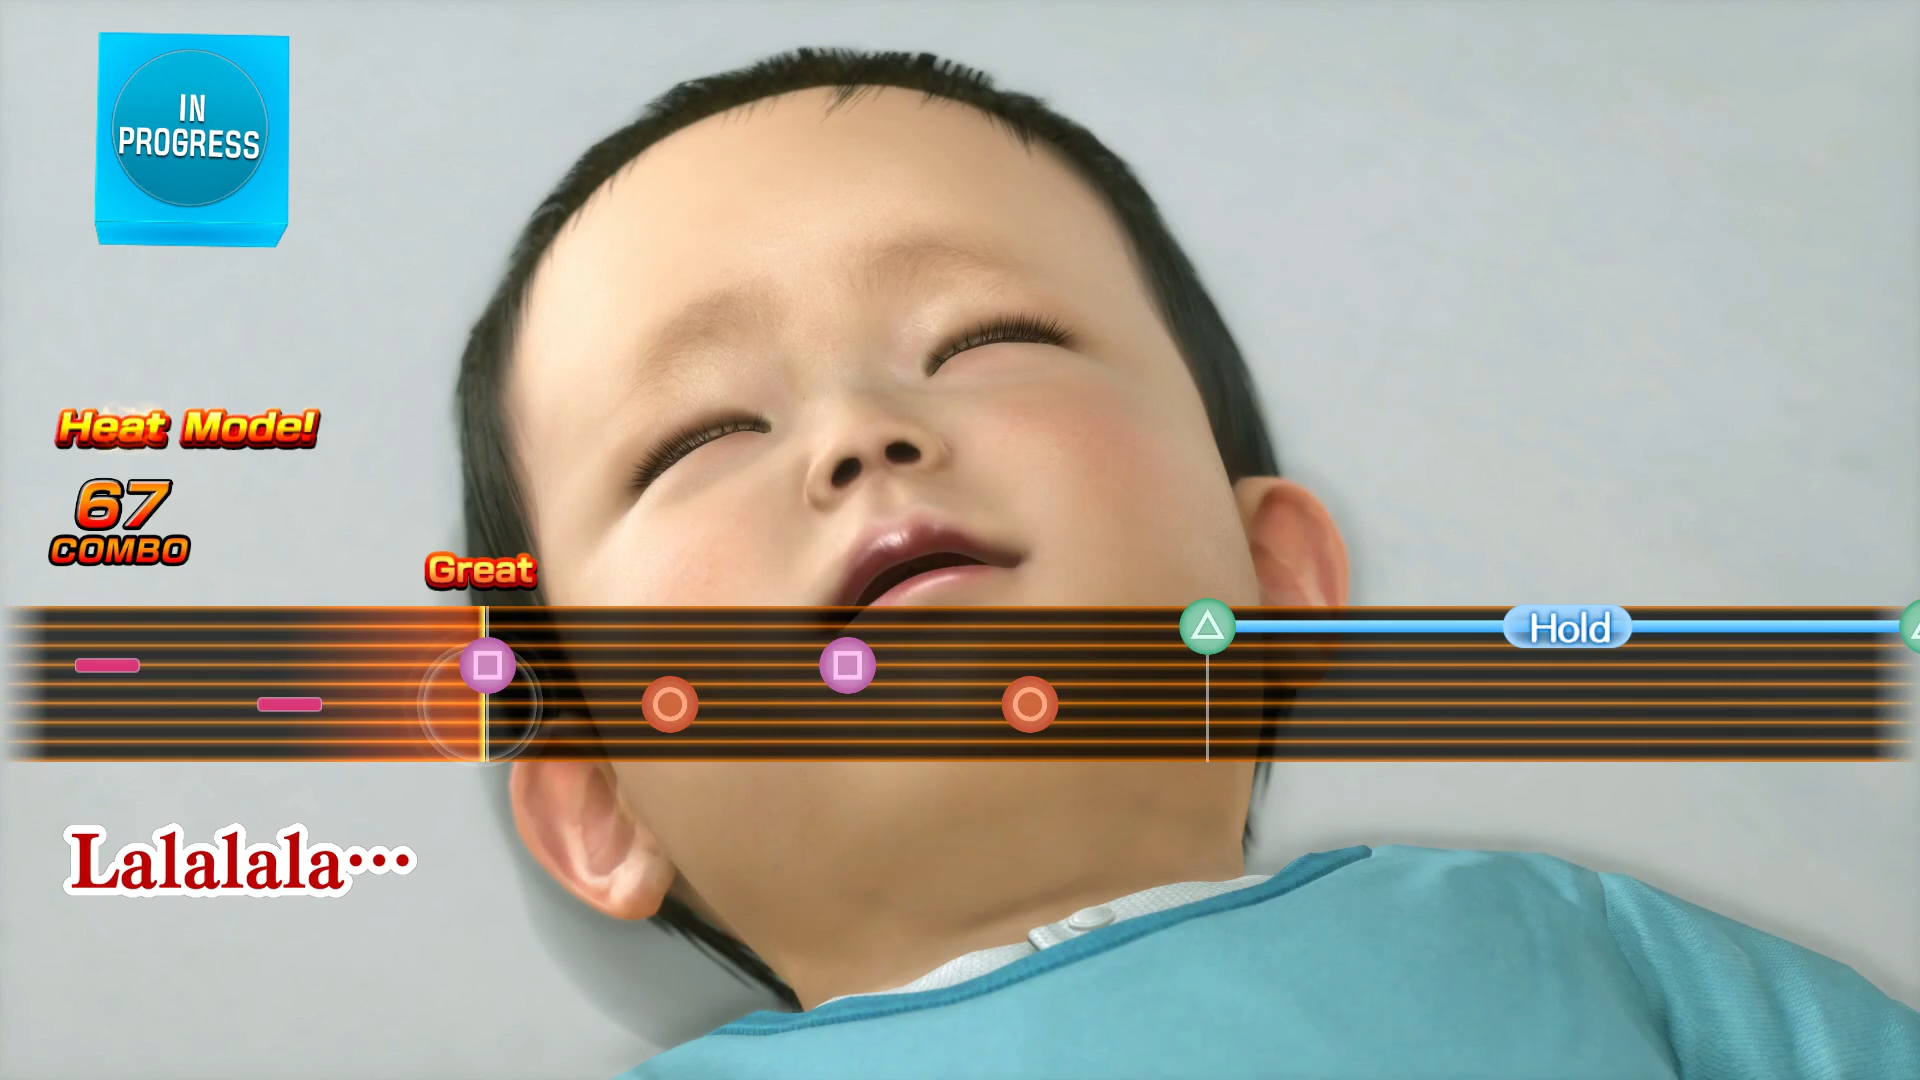 IN
PROGRESS
Heat Mode!
67
COMBO
Great
Hold
Lalalala…